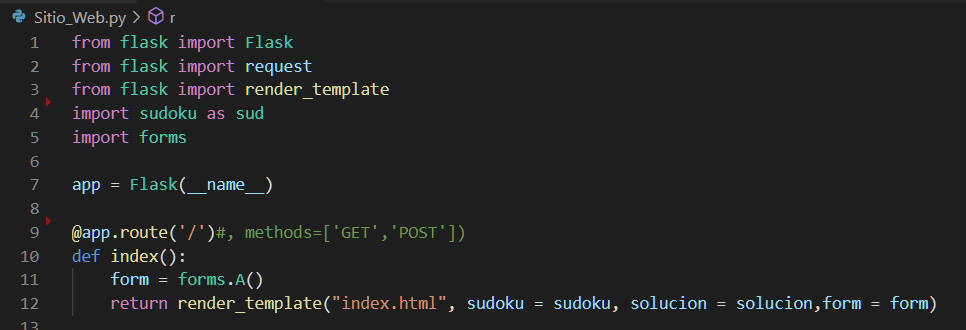 Sitio_Web.py > r
1 from flask import Flask
2 from flask import request
3 from flask import render_template
4 import sudoku as sud
5 import forms
6
7 app = Flask(__name__)
8
9 @app.route('/')#, methods=['GET','POST'])
10 def index():
11     form = forms.A()
12     return render_template("index.html", sudoku = sudoku, solucion = solucion,form = form)
13